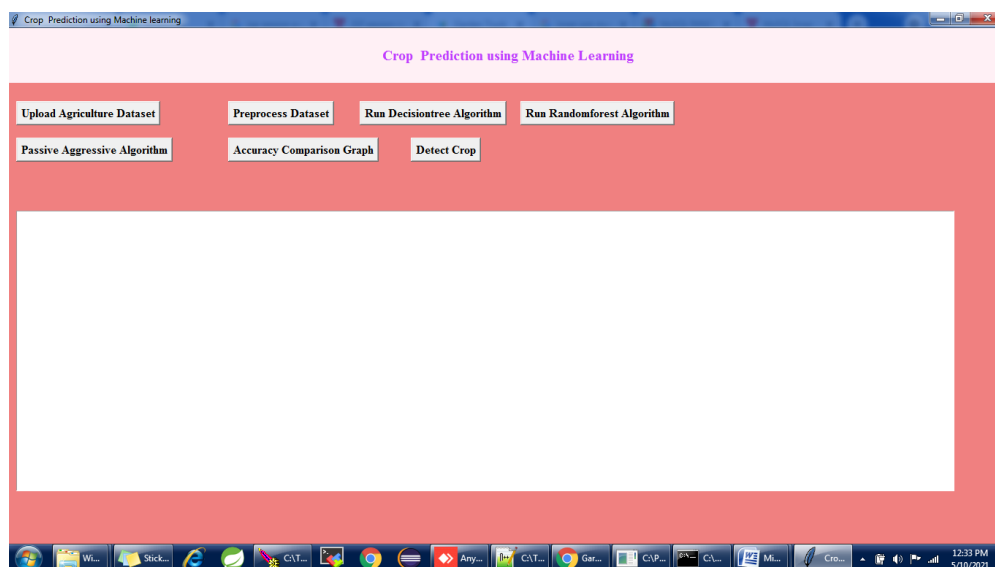 Crop Prediction using Machine learning
Crop Prediction using Machine Learning
Upload Agriculture Dataset Preprocess Dataset Run Decisiontree Algorithm Run Randomforest Algorithm
Passive Aggressive Algorithm Accuracy Comparison Graph Detect Crop
Wi... Stick... C:\T... Any... C:\T... Gar... C:\P... C:\... Mi... Cro... 12:33 PM
5/10/2021